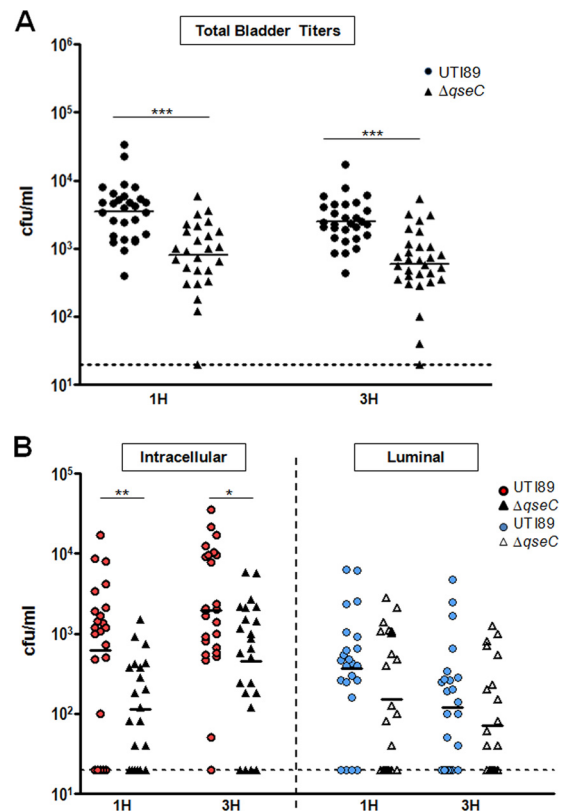 A
Total Bladder Titers
UTI89
ΔqseC
***
***
cfu/ml
10⁶
10⁵
10⁴
10³
10²
10¹
1H
3H
B
Intracellular
Luminal
UTI89
ΔqseC
UTI89
ΔqseC
**
*
cfu/ml
10⁵
10⁴
10³
10²
10¹
1H
3H
1H
3H